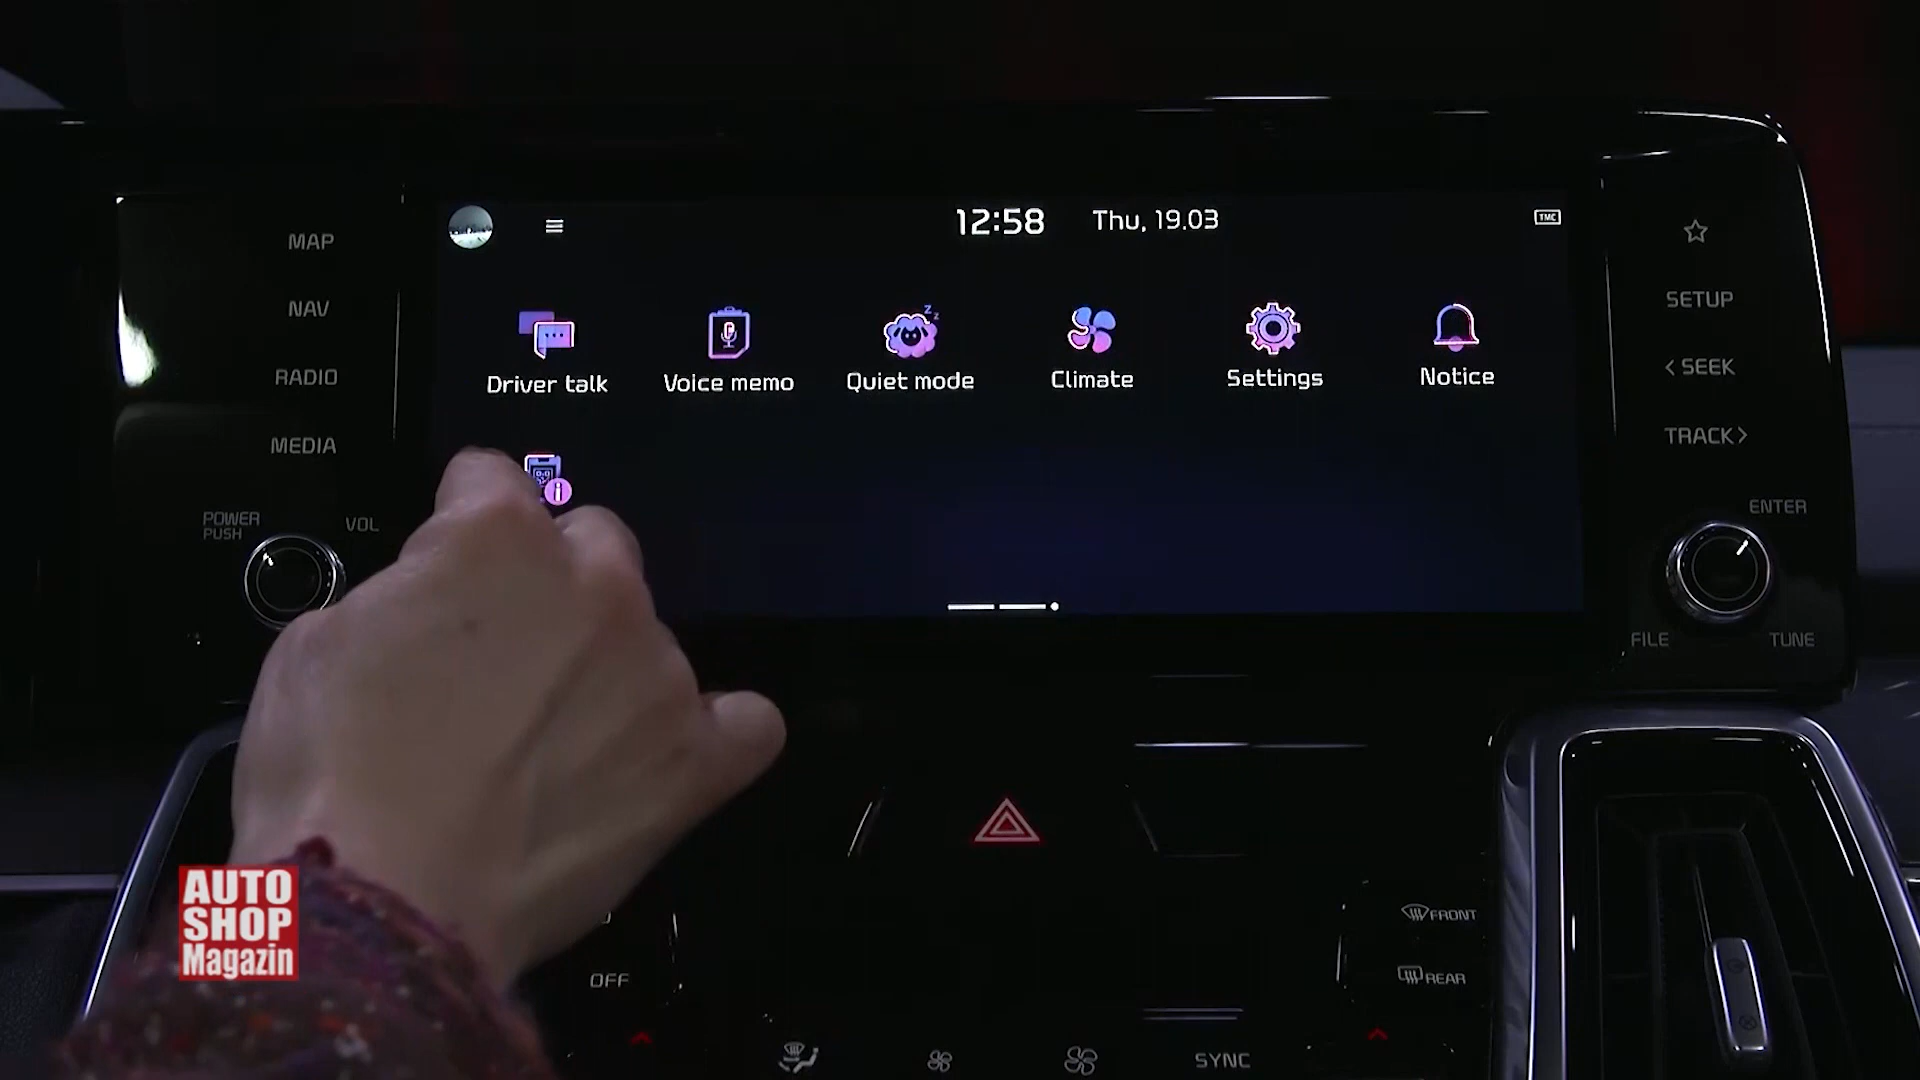 12:58
Thu, 19.03
TMC
MAP
NAV
RADIO
MEDIA
POWER
PUSH
VOL
Driver talk
Voice memo
Quiet mode
Climate
Settings
Notice
SETUP
< SEEK
TRACK >
ENTER
FILE
TUNE
AUTO
SHOP
Magazin
OFF
FRONT
REAR
SYNC